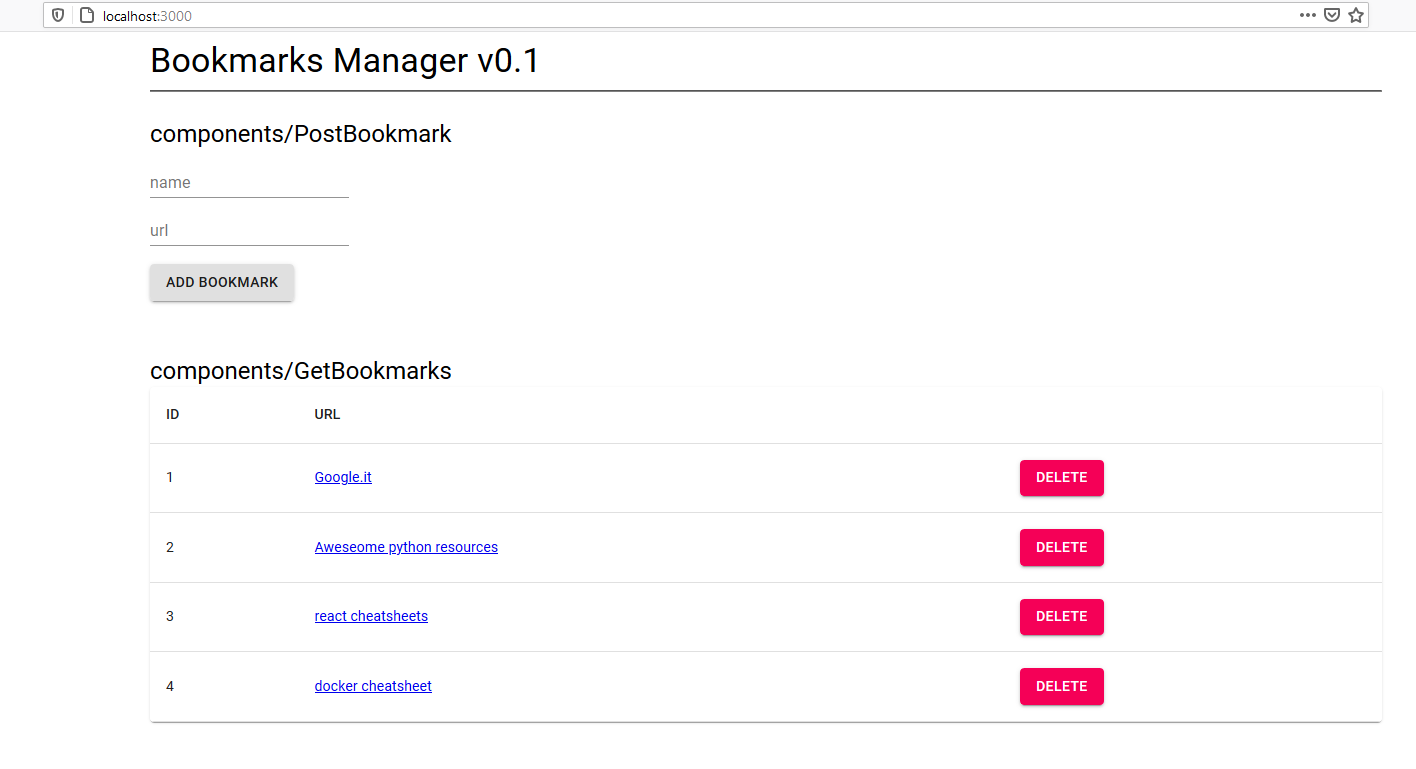 localhost:3000
Bookmarks Manager v0.1
components/PostBookmark
name
url
ADD BOOKMARK
components/GetBookmarks
ID URL
1 Google.it DELETE
2 Aweseome python resources DELETE
3 react cheatsheets DELETE
4 docker cheatsheet DELETE